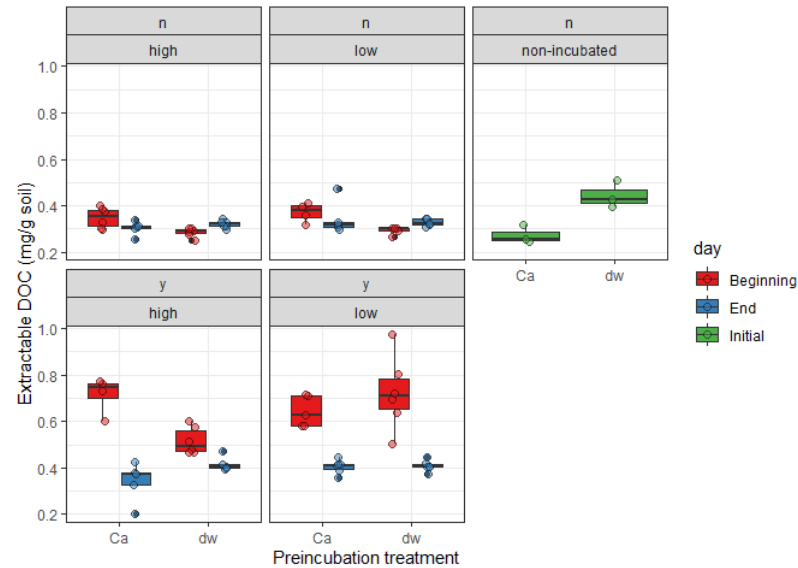 n n n
high low non-incubated
1.0
0.8
0.6
0.4
0.2
Ca dw
y y
high low
1.0
0.8
0.6
0.4
0.2
Ca dw Ca dw
Extractable DOC (mg/g soil)
Preincubation treatment
day
Beginning
End
Initial